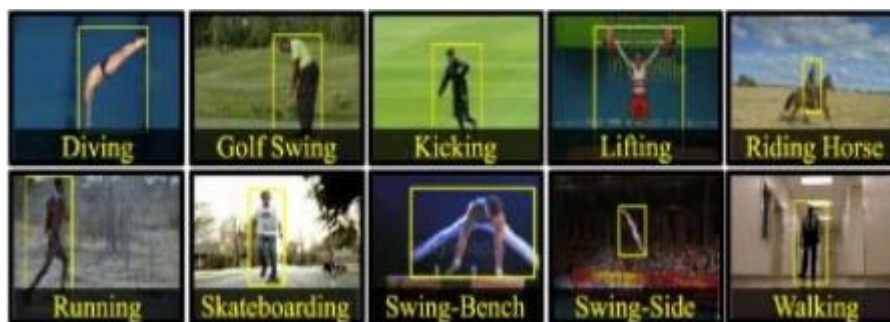 Diving
Golf Swing
Kicking
Lifting
Riding Horse
Running
Skateboarding
Swing-Bench
Swing-Side
Walking